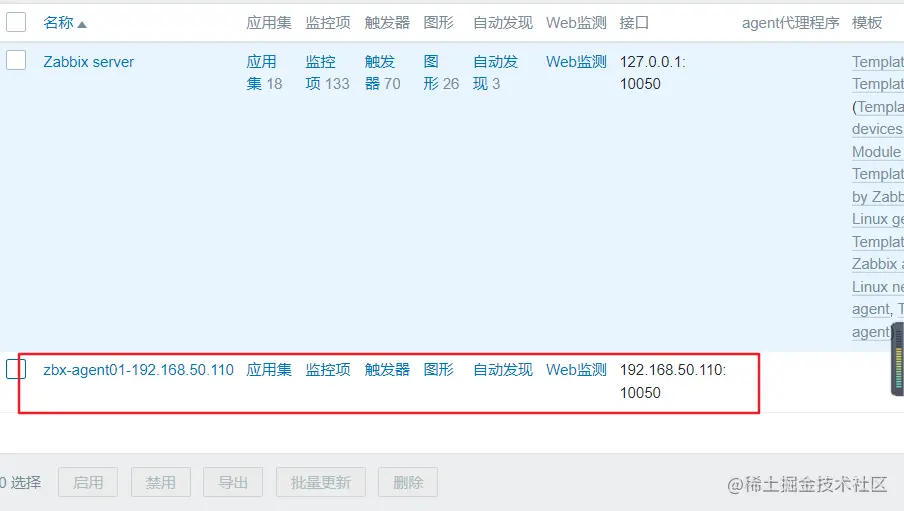 名称 应用集 监控项 触发器 图形 自动发现 Web监测 接口 agent代理程序 模板
Zabbix server 应用 监控 触发 图 自动发 Web监测 127.0.0.1: Templat
集 18 项 133 器 70 形 26 现 3 10050 Templat
(Templa
devices
Module
Templat
by Zabb
Linux ge
Templat
Zabbix a
Linux ne
agent, T
agent)
zbx-agent01-192.168.50.110 应用集 监控项 触发器 图形 自动发现 Web监测 192.168.50.110:
10050
0 选择 启用 禁用 导出 批量更新 删除
@稀土掘金技术社区